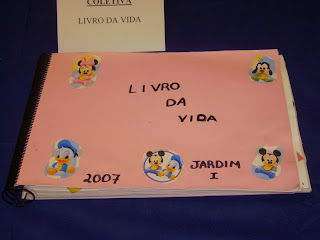 COLETIVA
LIVRO DA VIDA
LIVRO
DA
VIDA
2007
JARDIM
I